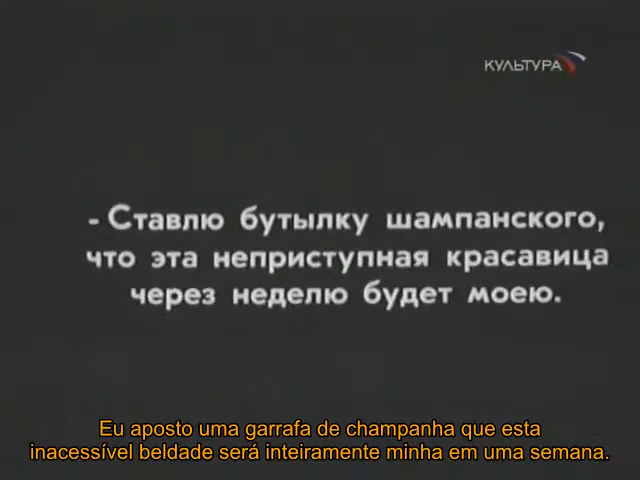 КУЛЬТУРА
- Ставлю бутылку шампанского,
что эта неприступная красавица
через неделю будет моею.
Eu aposto uma garrafa de champanha que esta
inacessível beldade será inteiramente minha em uma semana.